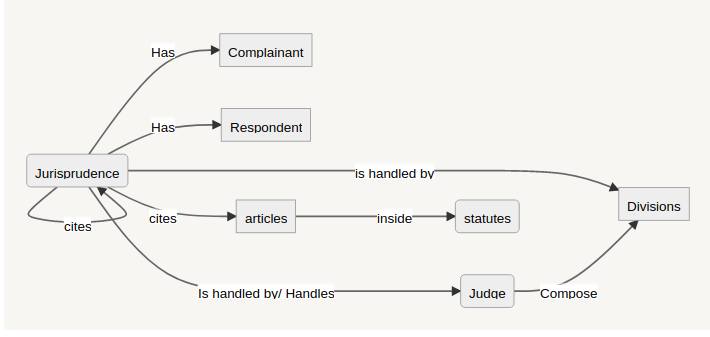 Has
Complainant
Has
Respondent
Jurisprudence
is handled by
cites
cites
articles
inside
statutes
Divisions
Is handled by/ Handles
Judge
Compose